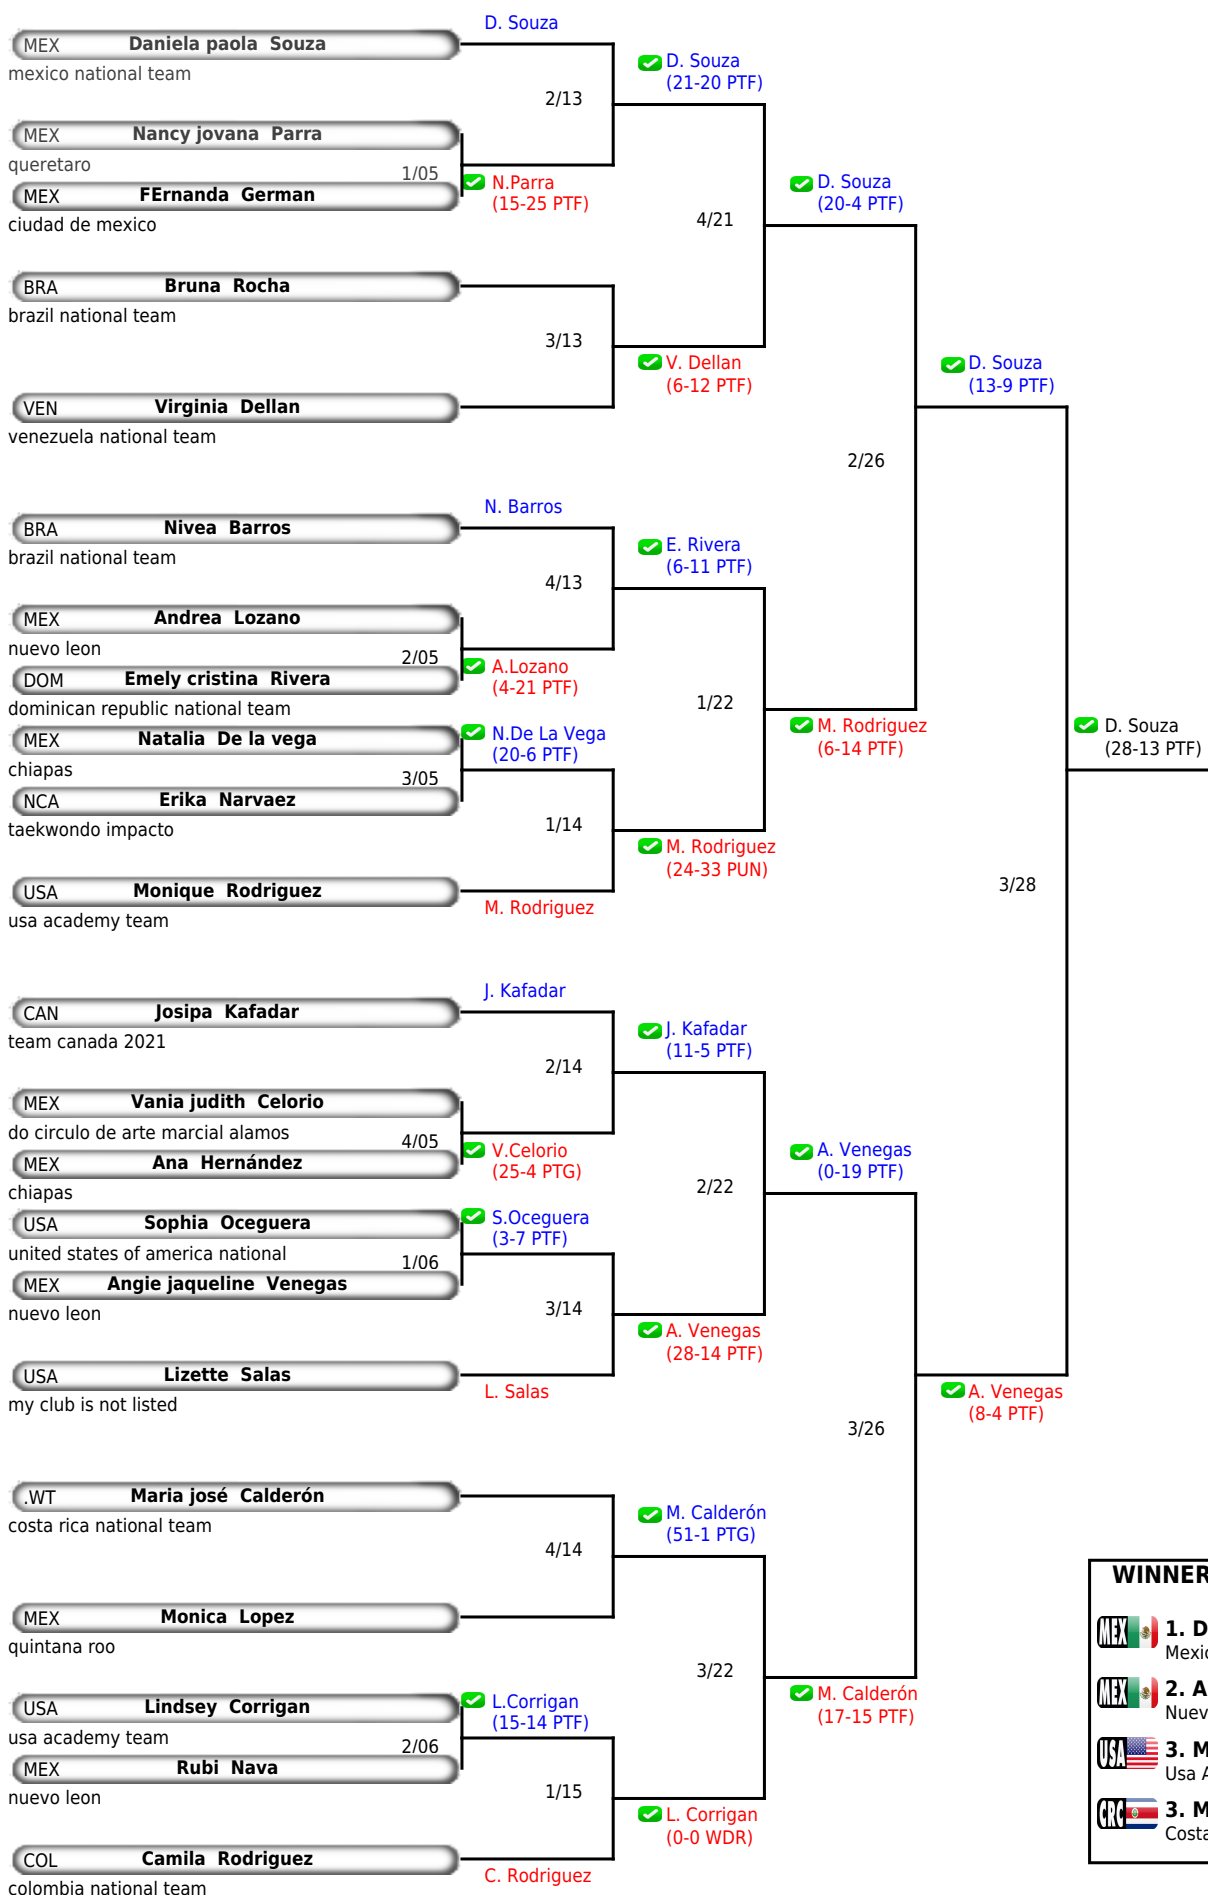 D. Souza
MEX Daniela paola Souza
mexico national team
D. Souza
(21-20 PTF)
2/13
MEX Nancy jovana Parra
queretaro
1/05
N.Parra
(15-25 PTF)
MEX FErnanda German
ciudad de mexico
D. Souza
(20-4 PTF)
4/21
BRA Bruna Rocha
brazil national team
3/13
V. Dellan
(6-12 PTF)
D. Souza
(13-9 PTF)
VEN Virginia Dellan
venezuela national team
2/26
N. Barros
BRA Nivea Barros
brazil national team
E. Rivera
(6-11 PTF)
4/13
MEX Andrea Lozano
nuevo leon
2/05
A.Lozano
(4-21 PTF)
DOM Emely cristina Rivera
dominican republic national team
1/22
MEX Natalia De la vega
chiapas
N.De La Vega
(20-6 PTF)
M. Rodriguez
(6-14 PTF)
D. Souza
(28-13 PTF)
3/05
NCA Erika Narvaez
taekwondo impacto
1/14
M. Rodriguez
(24-33 PUN)
3/28
USA Monique Rodriguez
usa academy team
M. Rodriguez
J. Kafadar
CAN Josipa Kafadar
team canada 2021
J. Kafadar
(11-5 PTF)
2/14
MEX Vania judith Celorio
do circulo de arte marcial alamos
4/05
V.Celorio
(25-4 PTG)
MEX Ana Hernández
chiapas
A. Venegas
(0-19 PTF)
2/22
USA Sophia Oceguera
united states of america national
S.Oceguera
(3-7 PTF)
1/06
MEX Angie jaqueline Venegas
nuevo leon
3/14
A. Venegas
(28-14 PTF)
USA Lizette Salas
my club is not listed
L. Salas
A. Venegas
(8-4 PTF)
3/26
.WT Maria josé Calderón
costa rica national team
M. Calderón
(51-1 PTG)
4/14
MEX Monica Lopez
quintana roo
3/22
M. Calderón
(17-15 PTF)
USA Lindsey Corrigan
usa academy team
L.Corrigan
(15-14 PTF)
2/06
MEX Rubi Nava
nuevo leon
1/15
L. Corrigan
(0-0 WDR)
COL Camila Rodriguez
colombia national team
C. Rodriguez
WINNER
MEX 1. D
Mexic
MEX 2. A
Nuev
USA 3. M
Usa A
CRC 3. M
Costa